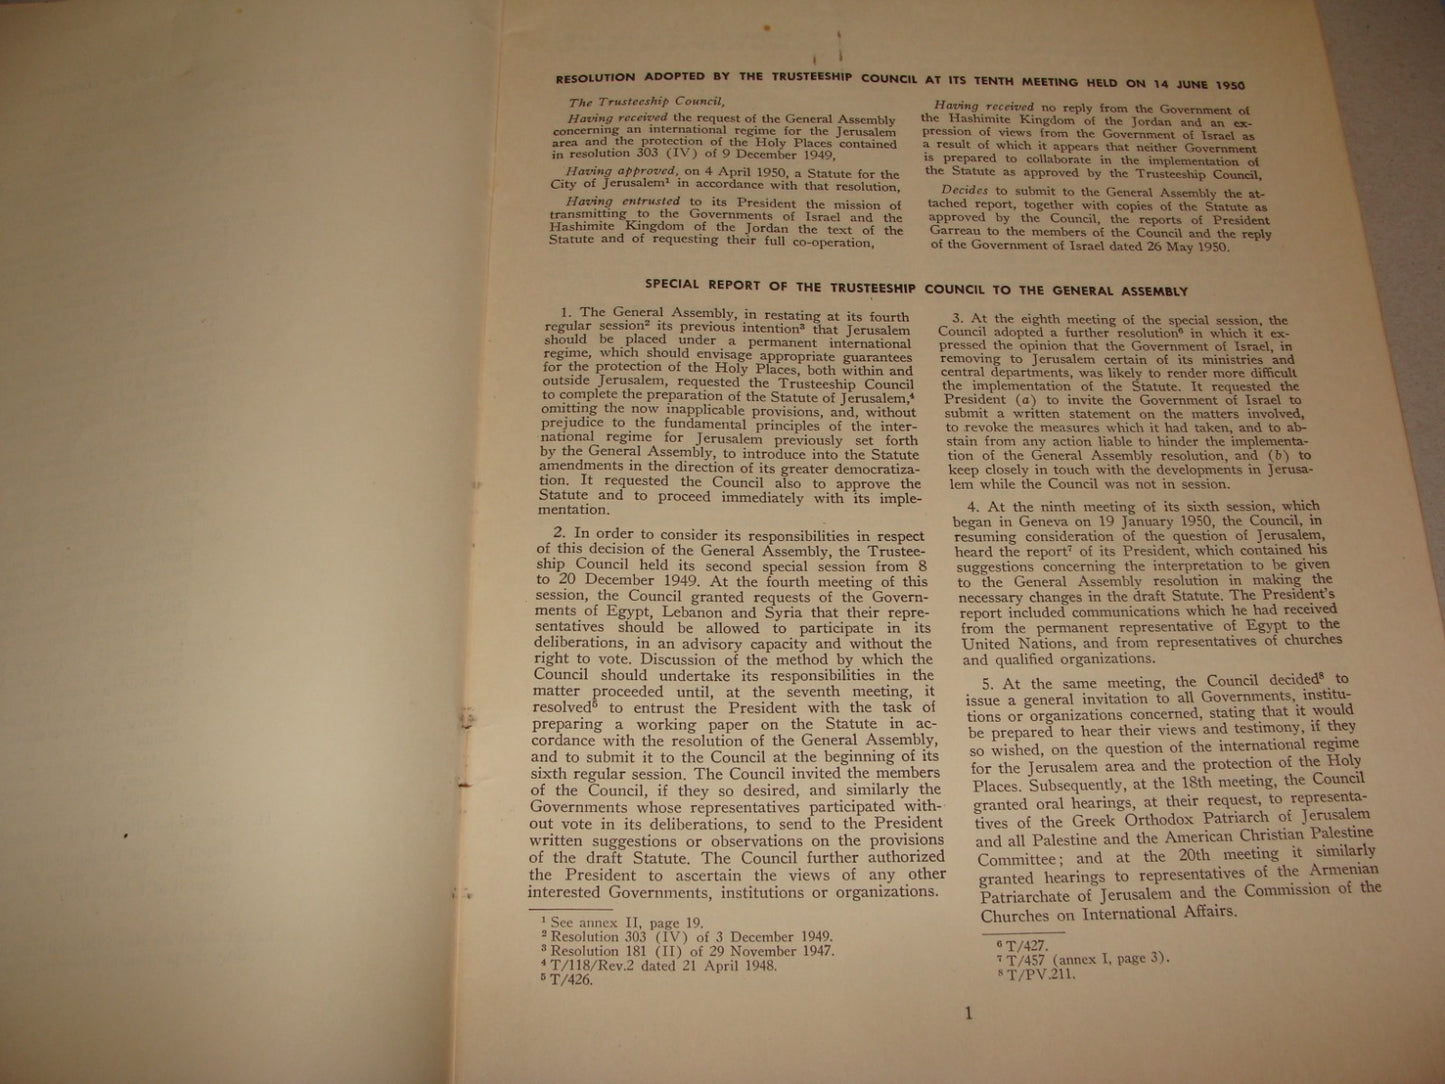 RESOLUTION ADOPTED BY THE TRUSTEESHIP COUNCIL AT ITS TENTH MEETING HELD ON 14 JUNE 1950
The Trusteeship Council,
Having received the request of the General Assembly
concerning an international regime for the Jerusalem
area and the protection of the Holy Places contained
in resolution 303 (IV) of 9 December 1949,
Having approved, on 4 April 1950, a Statute for the
City of Jerusalem¹ in accordance with that resolution,
Having entrusted to its President the mission of
transmitting to the Governments of Israel and the
Hashimite Kingdom of the Jordan the text of the
Statute and of requesting their full co-operation,
Having received no reply from the Government of
the Hashimite Kingdom of the Jordan and an ex-
pression of views from the Government of Israel as
a result of which it appears that neither Government
is prepared to collaborate in the implementation of
the Statute as approved by the Trusteeship Council,
Decides to submit to the General Assembly the at-
tached report, together with copies of the Statute as
approved by the Council, the reports of President
Garreau to the members of the Council and the reply
of the Government of Israel dated 26 May 1950.
SPECIAL REPORT OF THE TRUSTEESHIP COUNCIL TO THE GENERAL ASSEMBLY
1. The General Assembly, in restating at its fourth
regular session² its previous intention³ that Jerusalem
should be placed under a permanent international
regime, which should envisage appropriate guarantees
for the protection of the Holy Places, both within and
outside Jerusalem, requested the Trusteeship Council
to complete the preparation of the Statute of Jerusalem,⁴
omitting the now inapplicable provisions, and, without
prejudice to the fundamental principles of the inter-
national regime for Jerusalem previously set forth
by the General Assembly, to introduce into the Statute
amendments in the direction of its greater democratiza-
tion. It requested the Council also to approve the
Statute and to proceed immediately with its imple-
mentation.
2. In order to consider its responsibilities in respect
of this decision of the General Assembly, the Trustee-
ship Council held its second special session from 8
to 20 December 1949. At the fourth meeting of this
session, the Council granted requests of the Govern-
ments of Egypt, Lebanon and Syria that their repre-
sentatives should be allowed to participate in its
deliberations, in an advisory capacity and without the
right to vote. Discussion of the method by which the
Council should undertake its responsibilities in the
matter proceeded until, at the seventh meeting, it
resolved⁵ to entrust the President with the task of
preparing a working paper on the Statute in ac-
cordance with the resolution of the General Assembly,
and to submit it to the Council at the beginning of its
sixth regular session. The Council invited the members
of the Council, if they so desired, and similarly the
Governments whose representatives participated with-
out vote in its deliberations, to send to the President
written suggestions or observations on the provisions
of the draft Statute. The Council further authorized
the President to ascertain the views of any other
interested Governments, institutions or organizations.
¹ See annex II, page 19.
² Resolution 303 (IV) of 3 December 1949.
³ Resolution 181 (II) of 29 November 1947.
⁴ T/118/Rev.2 dated 21 April 1948.
⁵ T/426.
3. At the eighth meeting of the special session, the
Council adopted a further resolution⁶ in which it ex-
pressed the opinion that the Government of Israel, in
removing to Jerusalem certain of its ministries and
central departments, was likely to render more difficult
the implementation of the Statute. It requested the
President (a) to invite the Government of Israel to
submit a written statement on the matters involved,
to revoke the measures which it had taken, and to ab-
stain from any action liable to hinder the implementa-
tion of the General Assembly resolution, and (b) to
keep closely in touch with the developments in Jerusa-
lem while the Council was not in session.
4. At the ninth meeting of its sixth session, which
began in Geneva on 19 January 1950, the Council, in
resuming consideration of the question of Jerusalem,
heard the report⁷ of its President, which contained his
suggestions concerning the interpretation to be given
to the General Assembly resolution in making the
necessary changes in the draft Statute. The President's
report included communications which he had received
from the permanent representative of Egypt to the
United Nations, and from representatives of churches
and qualified organizations.
5. At the same meeting, the Council decided⁸ to
issue a general invitation to all Governments, institu-
tions or organizations concerned, stating that it would
be prepared to hear their views and testimony, if they
so wished, on the question of the international regime
for the Jerusalem area and the protection of the Holy
Places. Subsequently, at the 18th meeting, the Council
granted oral hearings, at their request, to representa-
tives of the Greek Orthodox Patriarch of Jerusalem
and all Palestine and the American Christian Palestine
Committee; and at the 20th meeting it similarly
granted hearings to representatives of the Armenian
Patriarchate of Jerusalem and the Commission of the
Churches on International Affairs.
⁶ T/427.
⁷ T/457 (annex I, page 3).
⁸ T/PV.211.
1